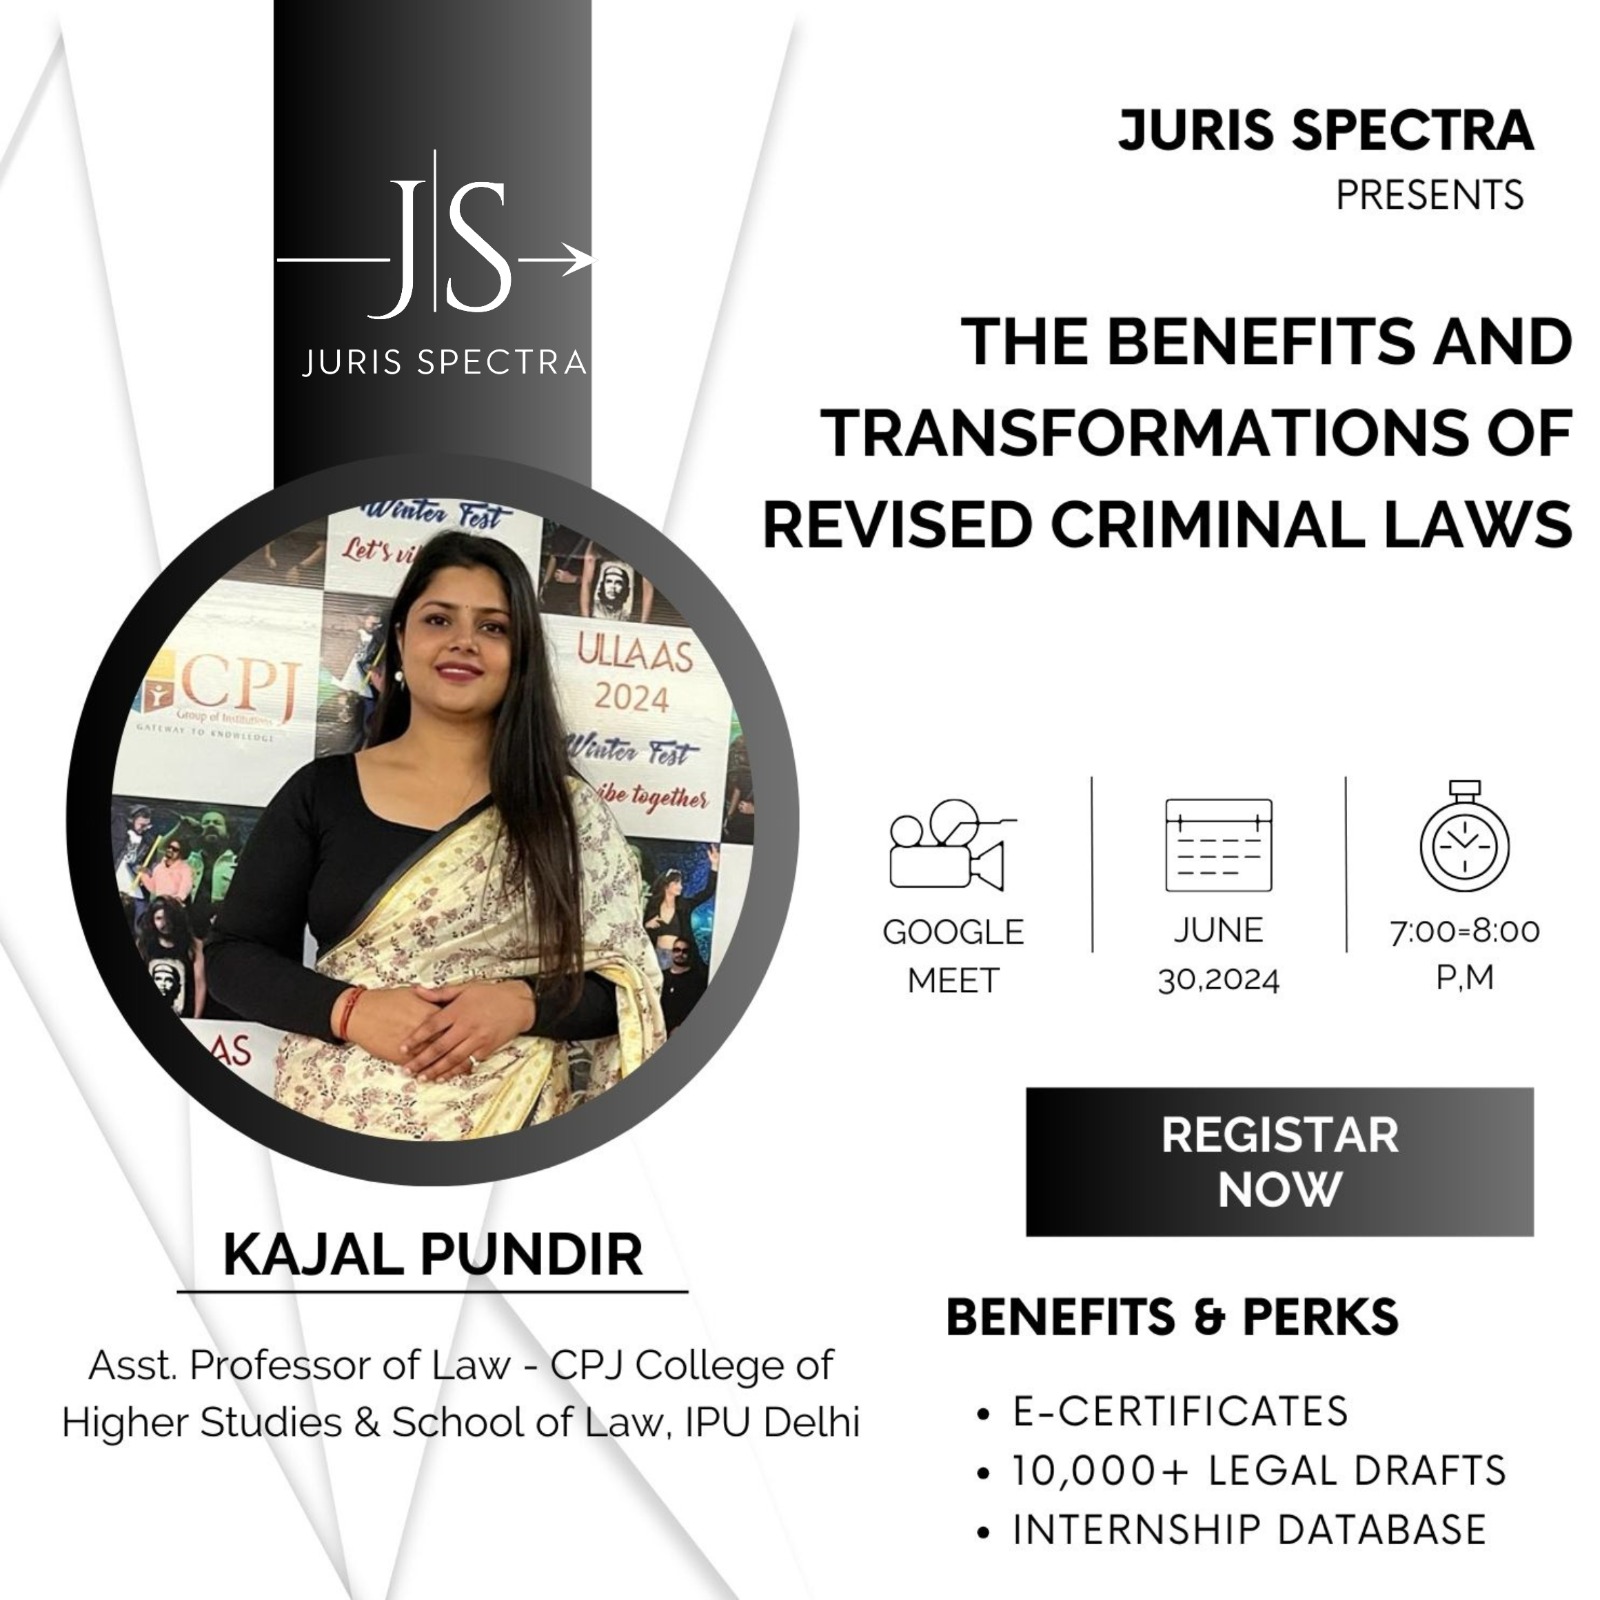 JS
JURIS SPECTRA
JURIS SPECTRA
PRESENTS
THE BENEFITS AND
TRANSFORMATIONS OF
REVISED CRIMINAL LAWS
Winter Fest
Let's
CPJ
Group of Institutions
GATEWAY TO KNOWLEDGE
ULLAAS
2024
Winter Fest
together
AS
GOOGLE
MEET
JUNE
30,2024
7:00=8:00
P,M
REGISTAR
NOW
KAJAL PUNDIR
Asst. Professor of Law - CPJ College of
Higher Studies & School of Law, IPU Delhi
BENEFITS & PERKS
• E-CERTIFICATES
• 10,000+ LEGAL DRAFTS
• INTERNSHIP DATABASE